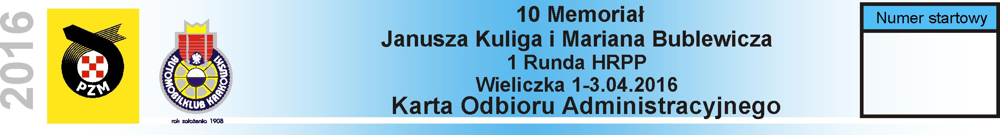 2016
PZM
AUTOMOBILKLUB KRAKOWSKI
rok założenia 1908
10 Memoriał
Janusza Kuliga i Mariana Bublewicza
1 Runda HRPP
Wieliczka 1-3.04.2016
Karta Odbioru Administracyjnego
Numer startowy